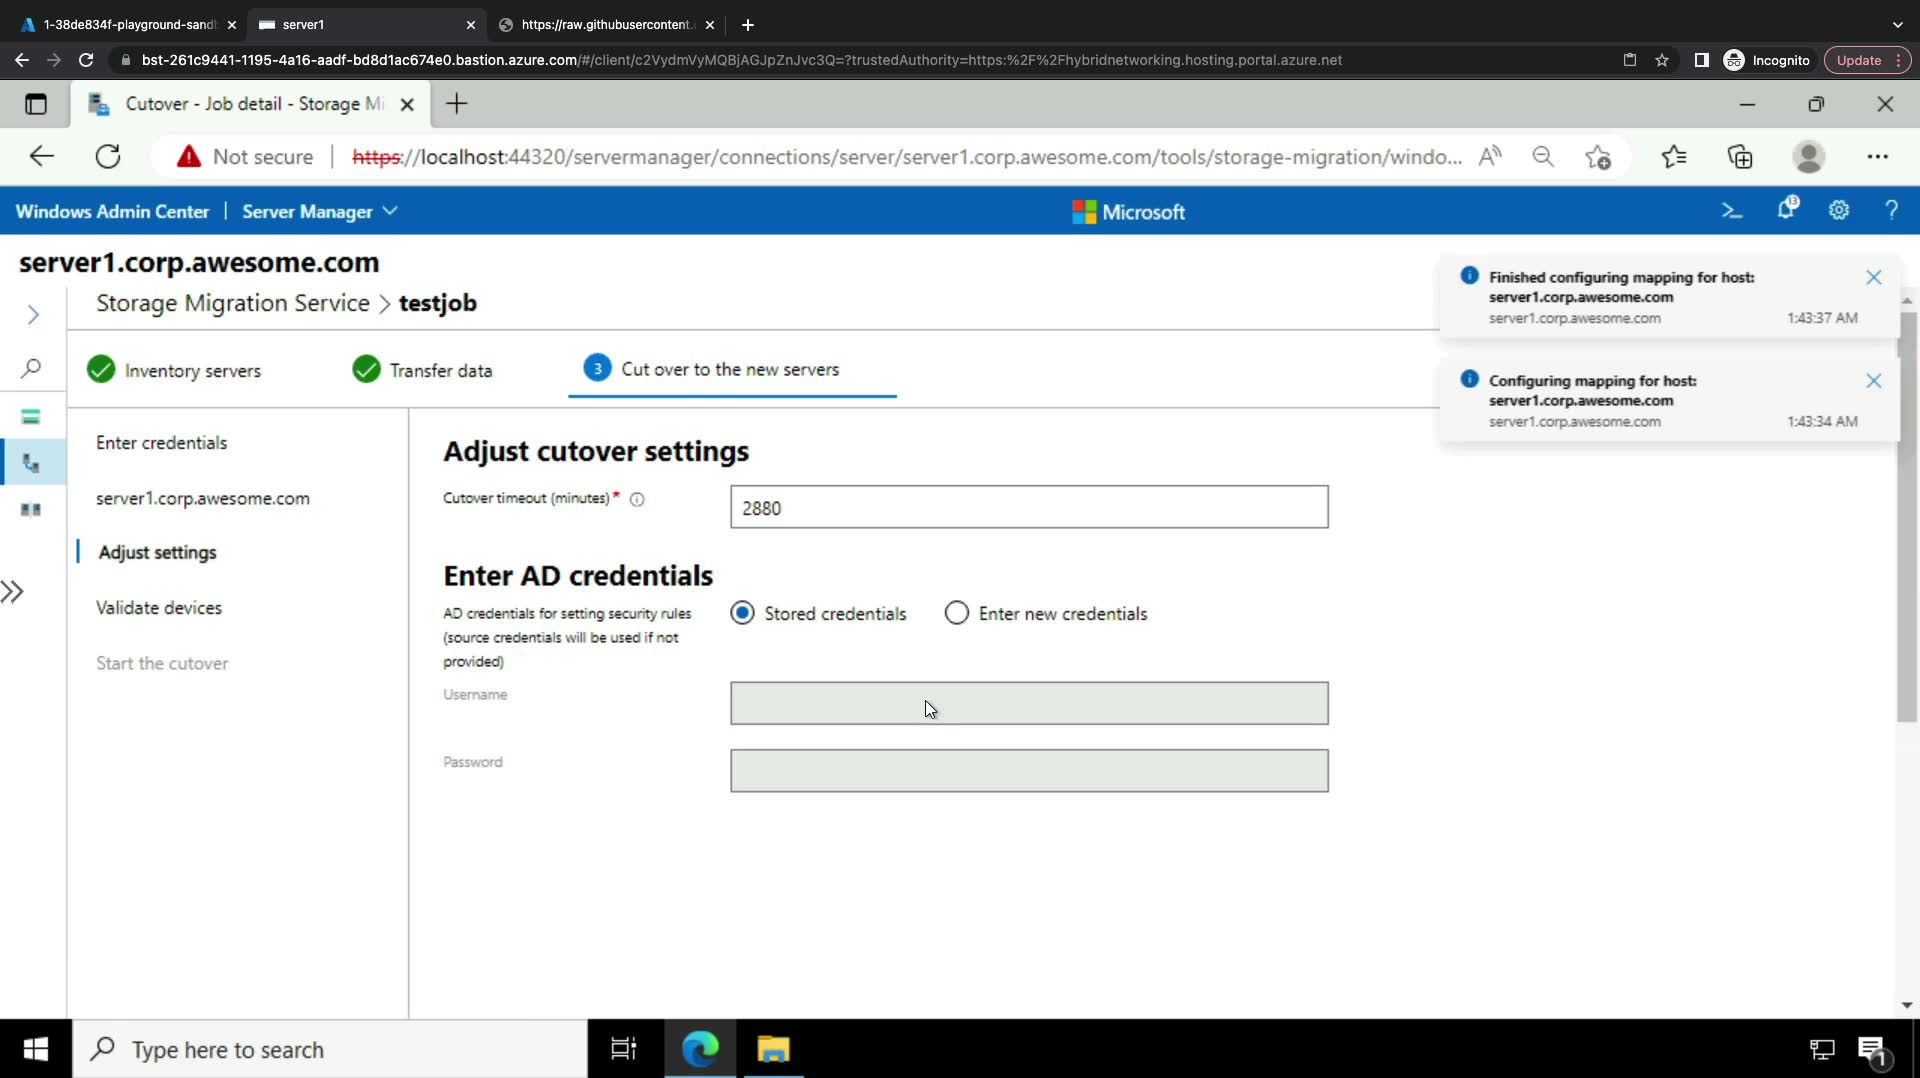 1-38de834f-playground-sand
server1
https://raw.githubusercontent.
bst-261c9441-1195-4a16-aadf-bd8d1ac674e0.bastion.azure.com/#/client/c2VydmVyMQBjAGJpZnJvc3Q=?trustedAuthority=https:%2F%2Fhybridnetworking.hosting.portal.azure.net
Incognito
Update
Cutover - Job detail - Storage Mi
Not secure
https://localhost:44320/servermanager/connections/server/server1.corp.awesome.com/tools/storage-migration/windo...
Windows Admin Center
Server Manager
Microsoft
13
server1.corp.awesome.com
Storage Migration Service > testjob
Finished configuring mapping for host:
server1.corp.awesome.com
server1.corp.awesome.com 1:43:37 AM
Configuring mapping for host:
server1.corp.awesome.com
server1.corp.awesome.com 1:43:34 AM
Inventory servers
Transfer data
3 Cut over to the new servers
Enter credentials
server1.corp.awesome.com
Adjust settings
Validate devices
Start the cutover
Adjust cutover settings
Cutover timeout (minutes)*
2880
Enter AD credentials
AD credentials for setting security rules
(source credentials will be used if not
provided)
Stored credentials
Enter new credentials
Username
Password
Type here to search
1